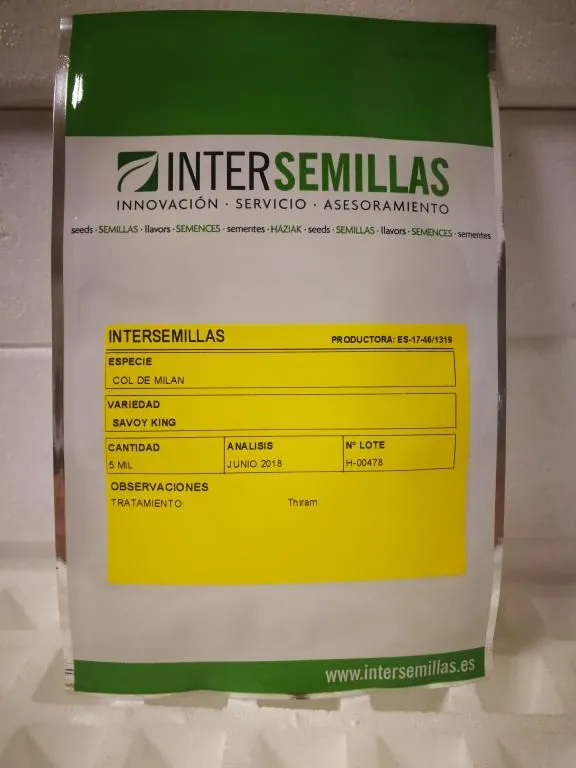 INTERSEMILLAS
INNOVACIÓN · SERVICIO · ASESORAMIENTO
seeds · SEMILLAS · llavors · SEMENCES · sementes · HAZIAK · seeds · SEMILLAS · llavors · SEMENCES · sementes
INTERSEMILLAS PRODUCTORA: ES-17-46/1319
ESPECIE
COL DE MILAN
VARIEDAD
SAVOY KING
CANTIDAD ANALISIS Nº LOTE
5 MIL JUNIO 2018 H-00478
OBSERVACIONES
TRATAMIENTO Thiram
www.intersemillas.es